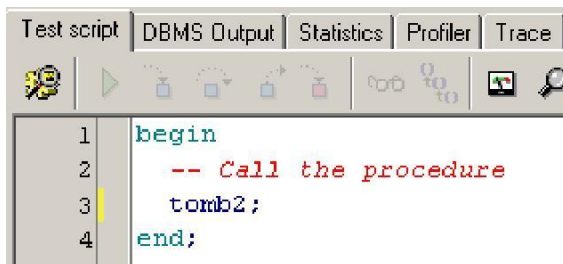 Test script DBMS Output Statistics Profiler Trace
1 begin
2 -- Call the procedure
3 tomb2;
4 end;